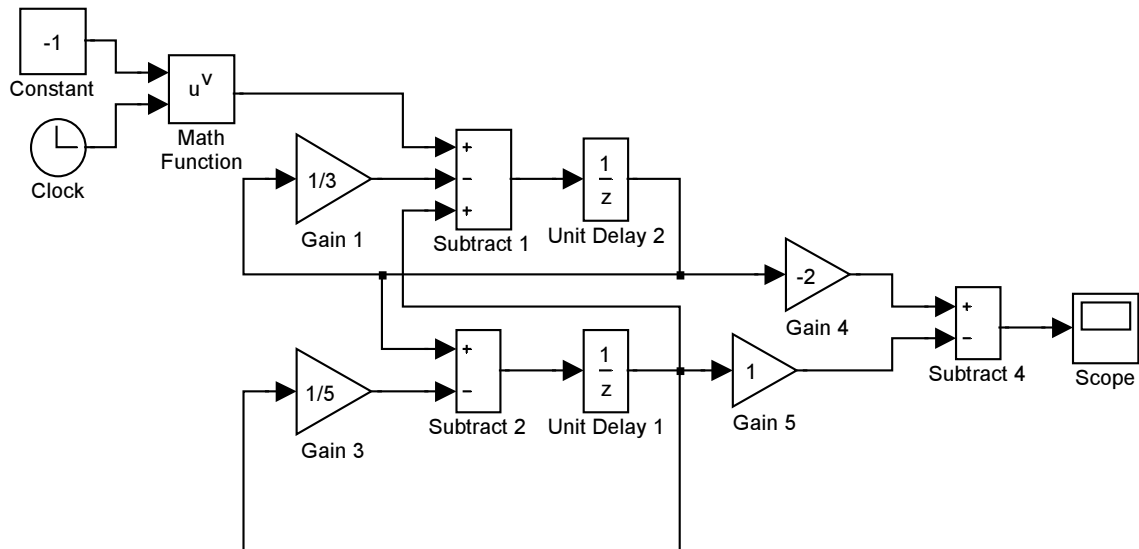 -1
Constant
u^v
Math
Function
Clock
+
−
+
1/3
Gain 1
Subtract 1
1
z
Unit Delay 2
-2
Gain 4
+
−
Subtract 4
Scope
+
−
1/5
Gain 3
Subtract 2
1
z
Unit Delay 1
1
Gain 5